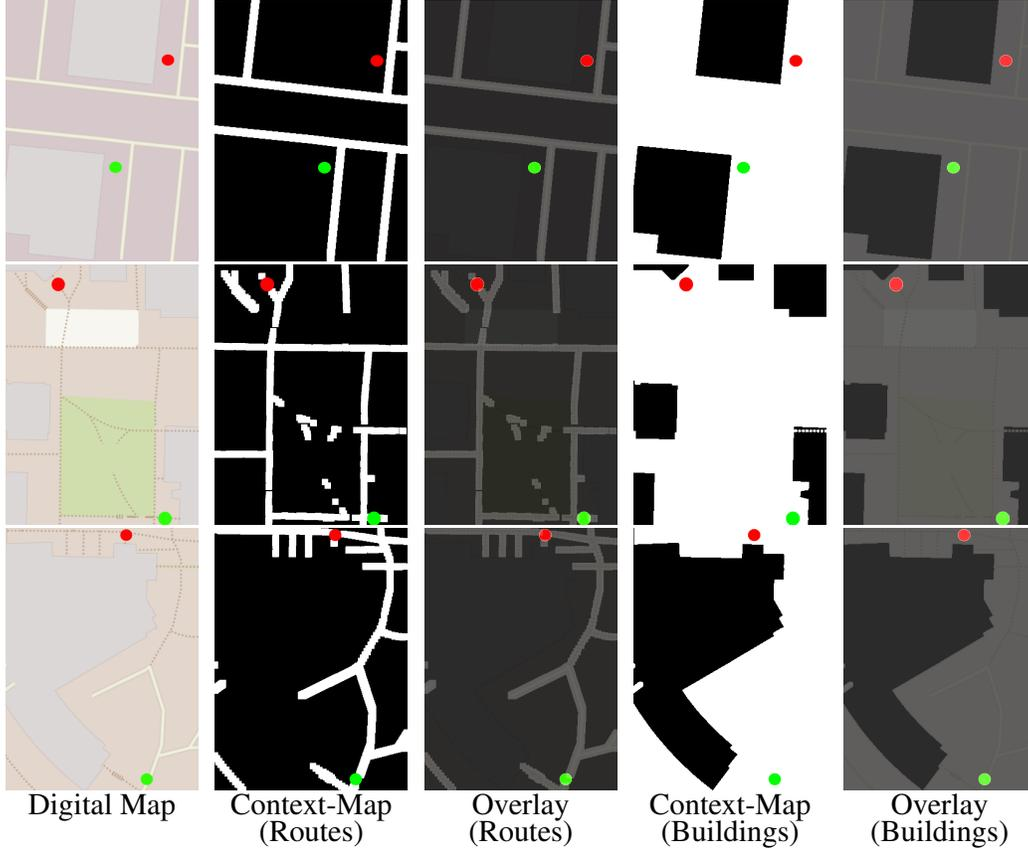 Digital Map
Context-Map
(Routes)
Overlay
(Routes)
Context-Map
(Buildings)
Overlay
(Buildings)